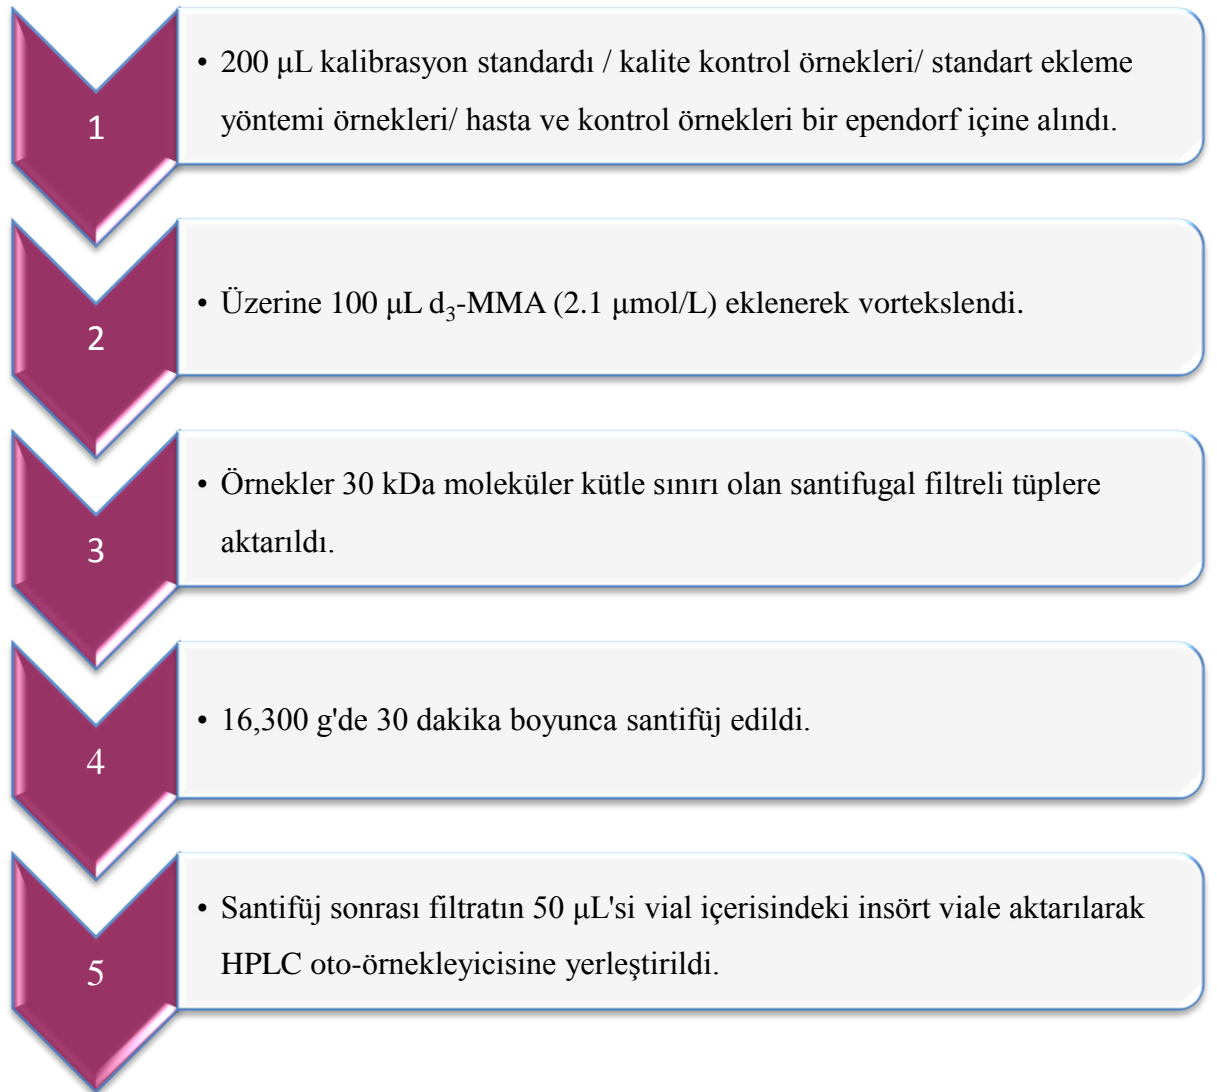 1
• 200 μL kalibrasyon standardı / kalite kontrol örnekleri/ standart ekleme
yöntemi örnekleri/ hasta ve kontrol örnekleri bir ependorf içine alındı.
2
• Üzerine 100 μL d₃-MMA (2.1 μmol/L) eklenerek vortekslendi.
3
• Örnekler 30 kDa moleküler kütle sınırı olan santifugal filtreli tüplere
aktarıldı.
4
• 16,300 g'de 30 dakika boyunca santifüj edildi.
5
• Santifüj sonrası filtratın 50 μL'si vial içerisindeki insört viale aktarılarak
HPLC oto-örnekleyicisine yerleştirildi.